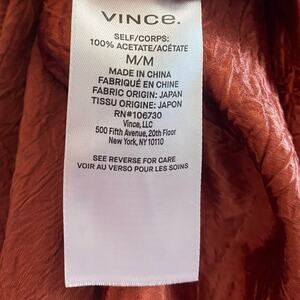 VINCE.
SELF/CORPS:
100% ACETATE/ACÉTATE
M/M
MADE IN CHINA
FABRIQUÉ EN CHINE
FABRIC ORIGIN: JAPAN
TISSU ORIGINE: JAPON
RN#106730
Vince, LLC
500 Fifth Avenue, 20th Floor
New York, NY 10110
SEE REVERSE FOR CARE
VOIR AU VERSO POUR LES SOINS